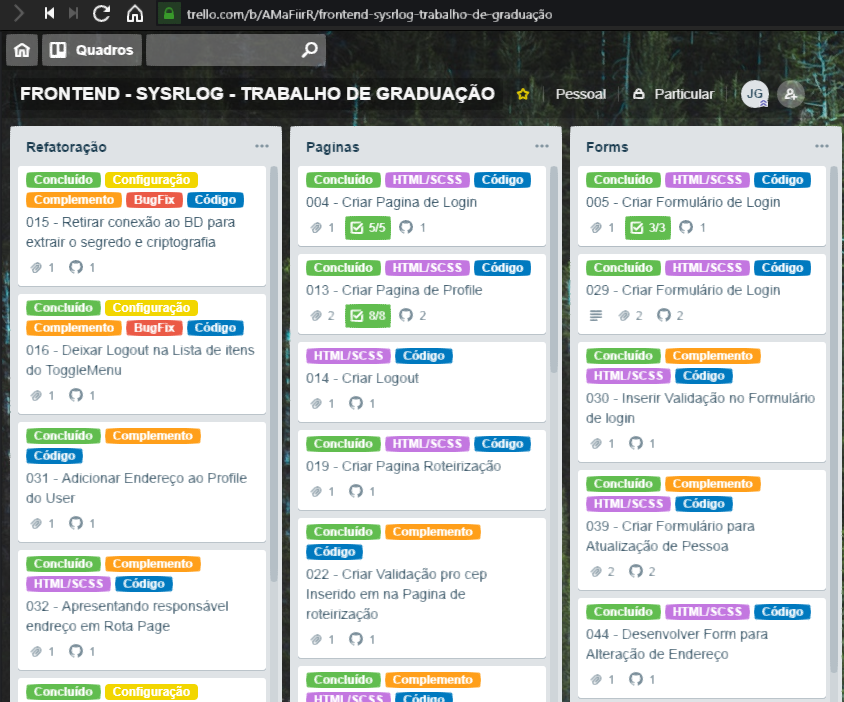 trello.com/b/AMaFiirR/frontend-sysrlog-trabalho-de-graduação
Quadros
FRONTEND - SYSRLOG - TRABALHO DE GRADUAÇÃO
Pessoal
Particular
JG
Refatoração
Concluído Configuração
Complemento BugFix Código
015 - Retirar conexão ao BD para
extrair o segredo e criptografia
1 1
Concluído Configuração
Complemento BugFix Código
016 - Deixar Logout na Lista de itens
do ToggleMenu
1 1
Concluído Complemento
Código
031 - Adicionar Endereço ao Profile
do User
1 1
Concluído Complemento
HTML/SCSS Código
032 - Apresentando responsável
endreço em Rota Page
1 1
Concluído Configuração
Paginas
Concluído HTML/SCSS Código
004 - Criar Pagina de Login
1 5/5 1
Concluído HTML/SCSS Código
013 - Criar Pagina de Profile
2 8/8 2
HTML/SCSS Código
014 - Criar Logout
1 1
Concluído HTML/SCSS Código
019 - Criar Pagina Roteirização
1 1
Concluído Complemento
Código
022 - Criar Validação pro cep
Inserido em na Pagina de
roteirização
1 1
Concluído Complemento
HTML/SCSS Código
Forms
Concluído HTML/SCSS Código
005 - Criar Formulário de Login
1 3/3 1
Concluído HTML/SCSS Código
029 - Criar Formulário de Login
2 2
Concluído Complemento
HTML/SCSS Código
030 - Inserir Validação no Formulário
de login
1 1
Concluído Complemento
HTML/SCSS Código
039 - Criar Formulário para
Atualização de Pessoa
2 2
Concluído HTML/SCSS Código
044 - Desenvolver Form para
Alteração de Endereço
1 1